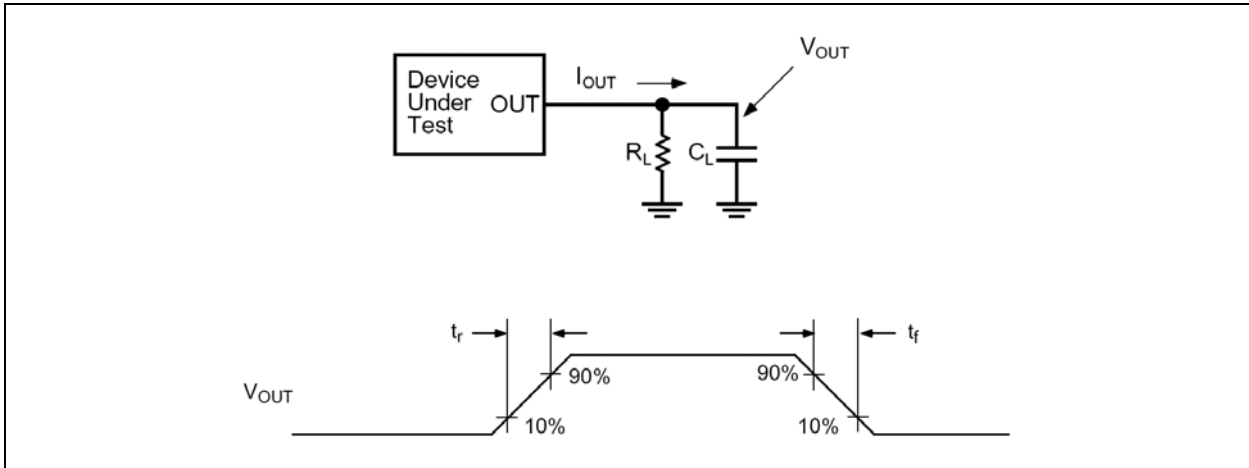 V_OUT
I_OUT
Device
Under OUT
Test
R_L C_L
t_r t_f
90% 90%
V_OUT
10% 10%